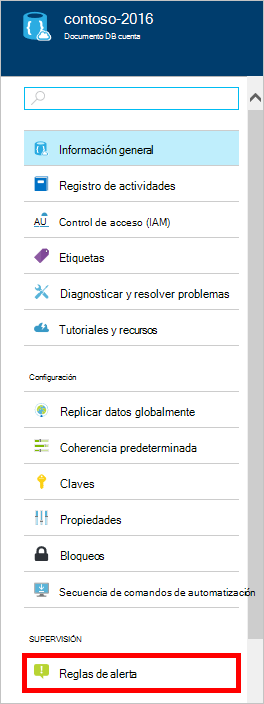 contoso-2016
Documento DB cuenta
Información general
Registro de actividades
Control de acceso (IAM)
Etiquetas
Diagnosticar y resolver problemas
Tutoriales y recursos
Configuración
Replicar datos globalmente
Coherencia predeterminada
Claves
Propiedades
Bloqueos
Secuencia de comandos de automatización
SUPERVISIÓN
Reglas de alerta